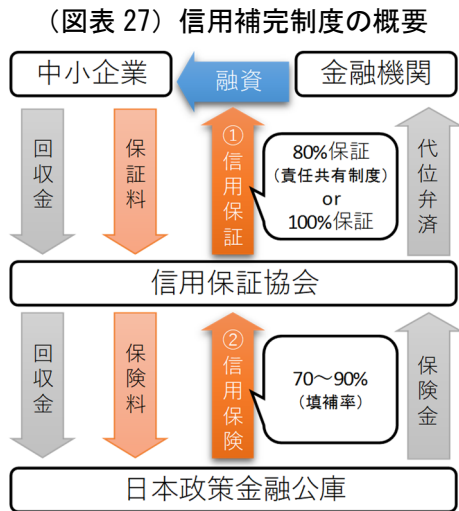 （図表 27）信用補完制度の概要
中小企業
融資
金融機関
回収金
保証料
①信用保証
80%保証
（責任共有制度）
or
100%保証
代位弁済
信用保証協会
回収金
保険料
②信用保険
70～90%
（填補率）
保険金
日本政策金融公庫